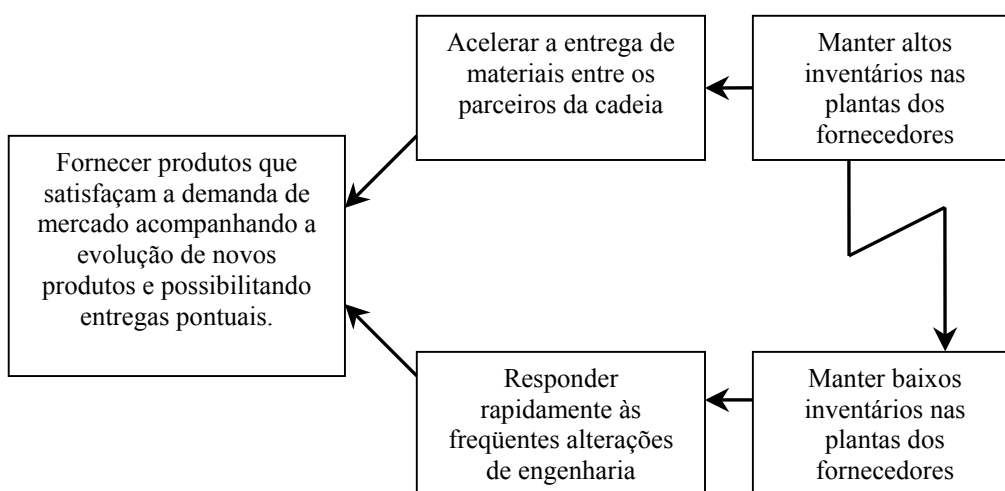 Acelerar a entrega de
materiais entre os
parceiros da cadeia
Manter altos
inventários nas
plantas dos
fornecedores
Fornecer produtos que
satisfaçam a demanda de
mercado acompanhando a
evolução de novos
produtos e possibilitando
entregas pontuais.
Responder
rapidamente às
freqüentes alterações
de engenharia
Manter baixos
inventários nas
plantas dos
fornecedores